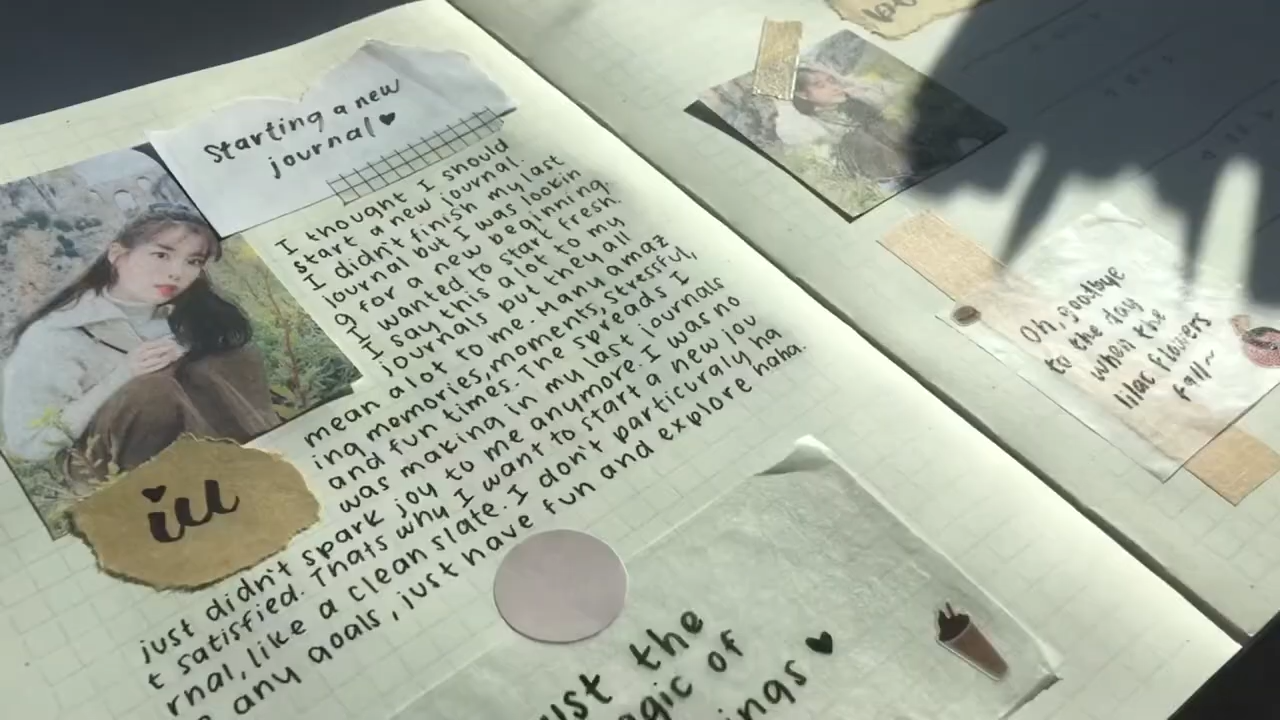 Starting a new
journal
I thought I should
start a new journal.
I didn't finish my last
journal but I was lookin
g for a new beginning.
I wanted to start fresh.
I say this alot to my
journals but they all
mean alot to me. Many amaz
ing memories, moments, stressful,
and fun times. The spreads I
was making in my last journals
just didn't spark joy to me anymore. I was no
t satisfied. Thats why I want to start a new jou
rnal, like a clean slate. I don't particuraly ha
any goals, just have fun and explore haha.
iu
the
of
Oh, goodbye
to the day
when the
lilac flowers
fall~